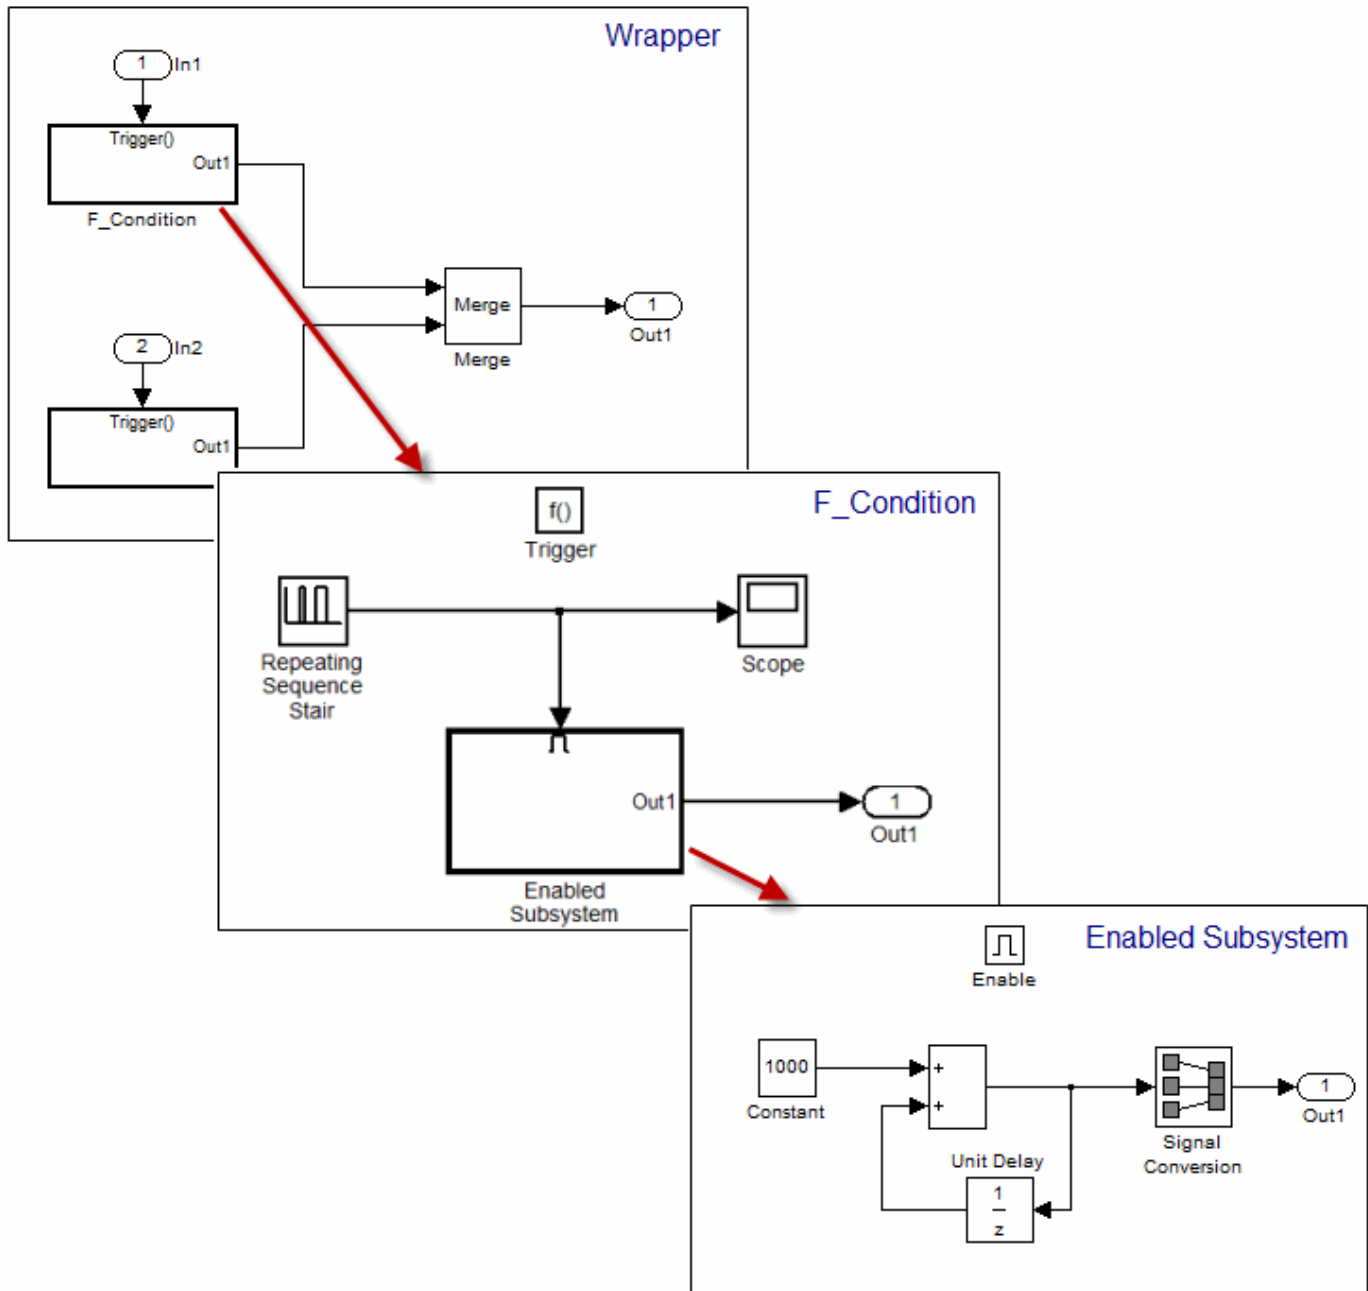 Wrapper
1 In1
Trigger()
Out1
F_Condition
Merge
Merge
1
Out1
2 In2
Trigger()
Out1
F_Condition
f()
Trigger
Repeating
Sequence
Stair
Scope
Out1
1
Out1
Enabled
Subsystem
Enabled Subsystem
Enable
1000
Constant
+
+
Unit Delay
1
z
Signal
Conversion
1
Out1